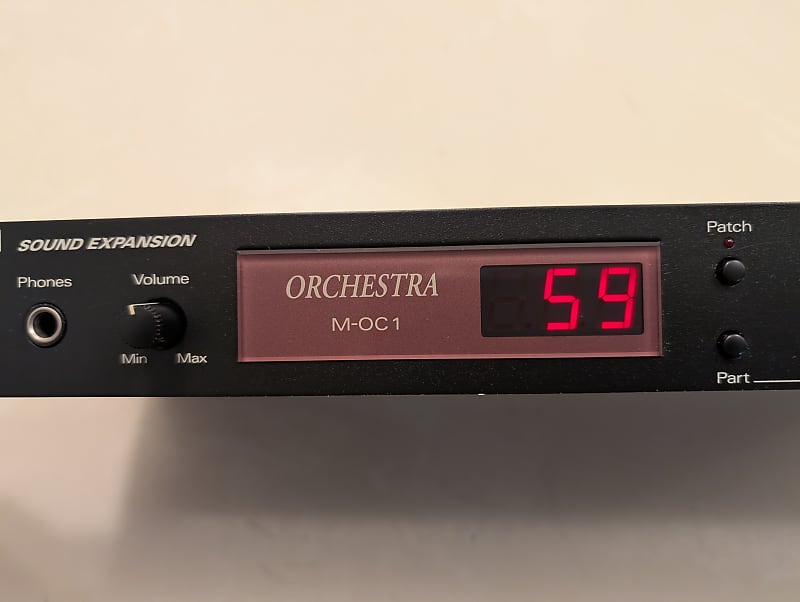 SOUND EXPANSION
Phones
Volume
Min
Max
ORCHESTRA
M-OC1
59
Patch
Part